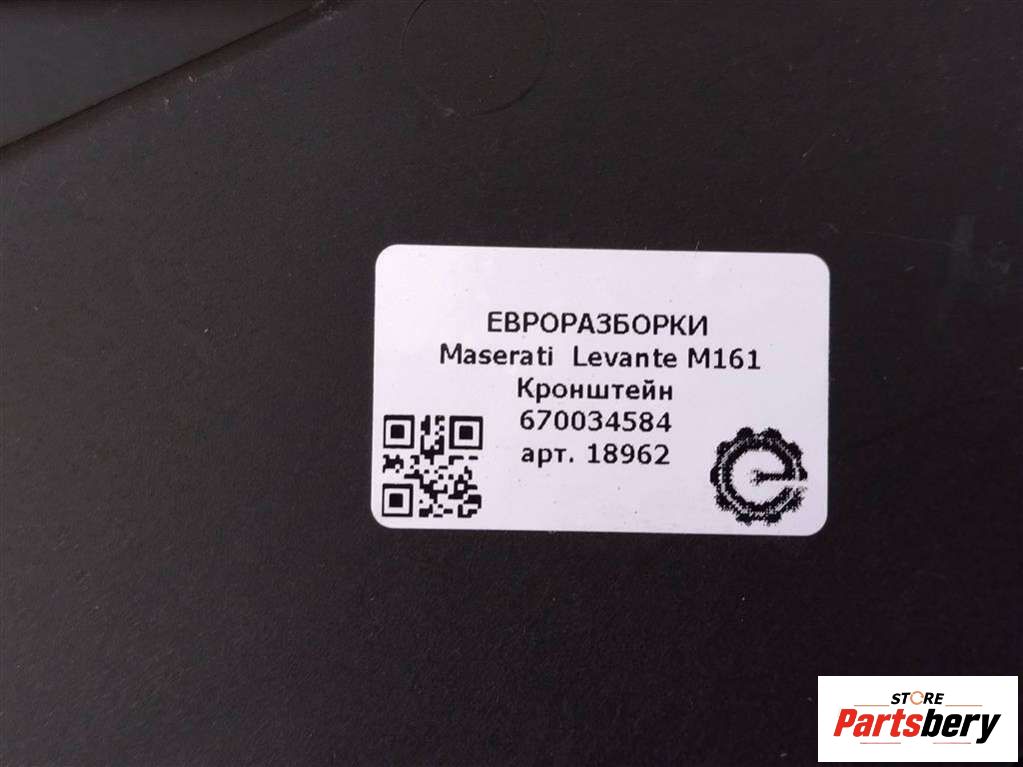 ЕВРОРАЗБОРКИ
Maserati Levante M161
Кронштейн
670034584
арт. 18962
STORE
Partsbery